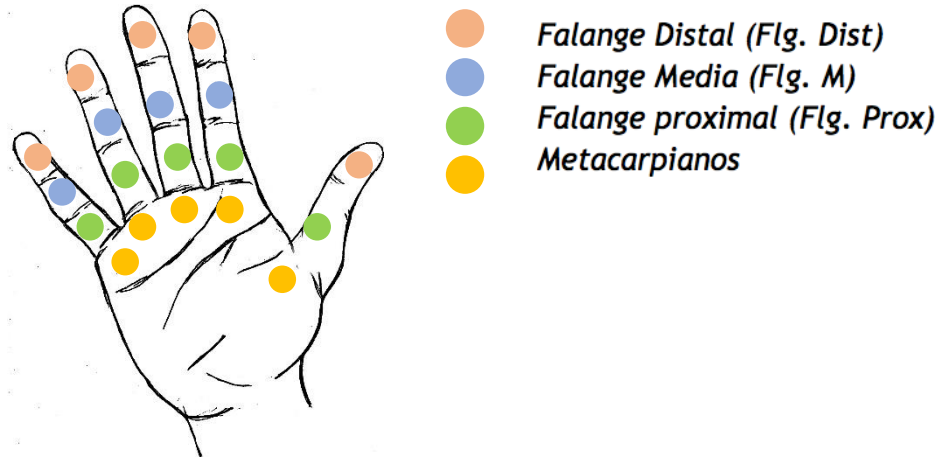 Falange Distal (Flg. Dist)
Falange Media (Flg. M)
Falange proximal (Flg. Prox)
Metacarpianos